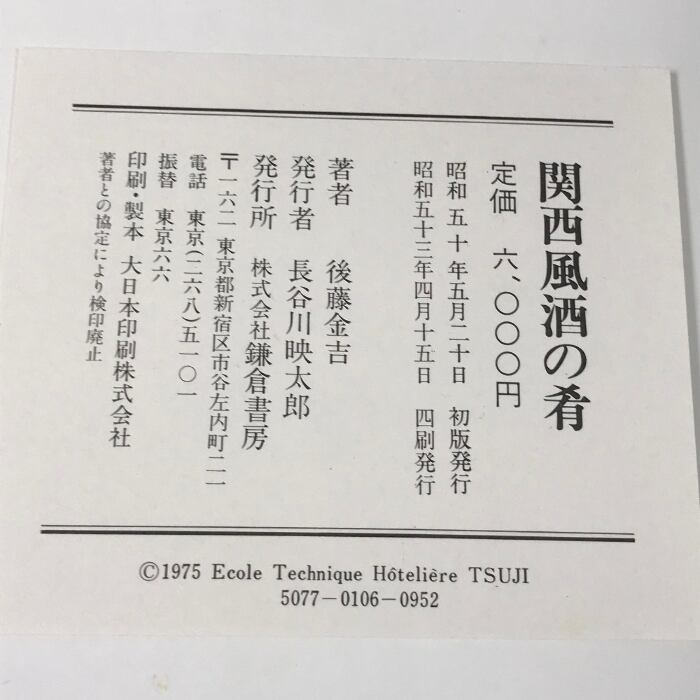 関西風酒の肴
定価 六、〇〇〇円
昭和五十年五月二十日 初版発行
昭和五十三年四月十五日 四刷発行
著者 後藤金吉
発行者 長谷川映太郎
発行所 株式会社鎌倉書房
〒一六二 東京都新宿区市谷左内町二一
電話 東京(二六八)五一〇一
振替 東京六六
印刷・製本 大日本印刷株式会社
著者との協定により検印廃止
©1975 Ecole Technique Hôtelière TSUJI
5077-0106-0952